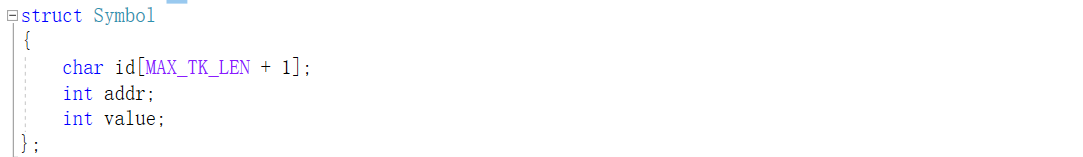 struct Symbol
{
    char id[MAX_TK_LEN + 1];
    int addr;
    int value;
};